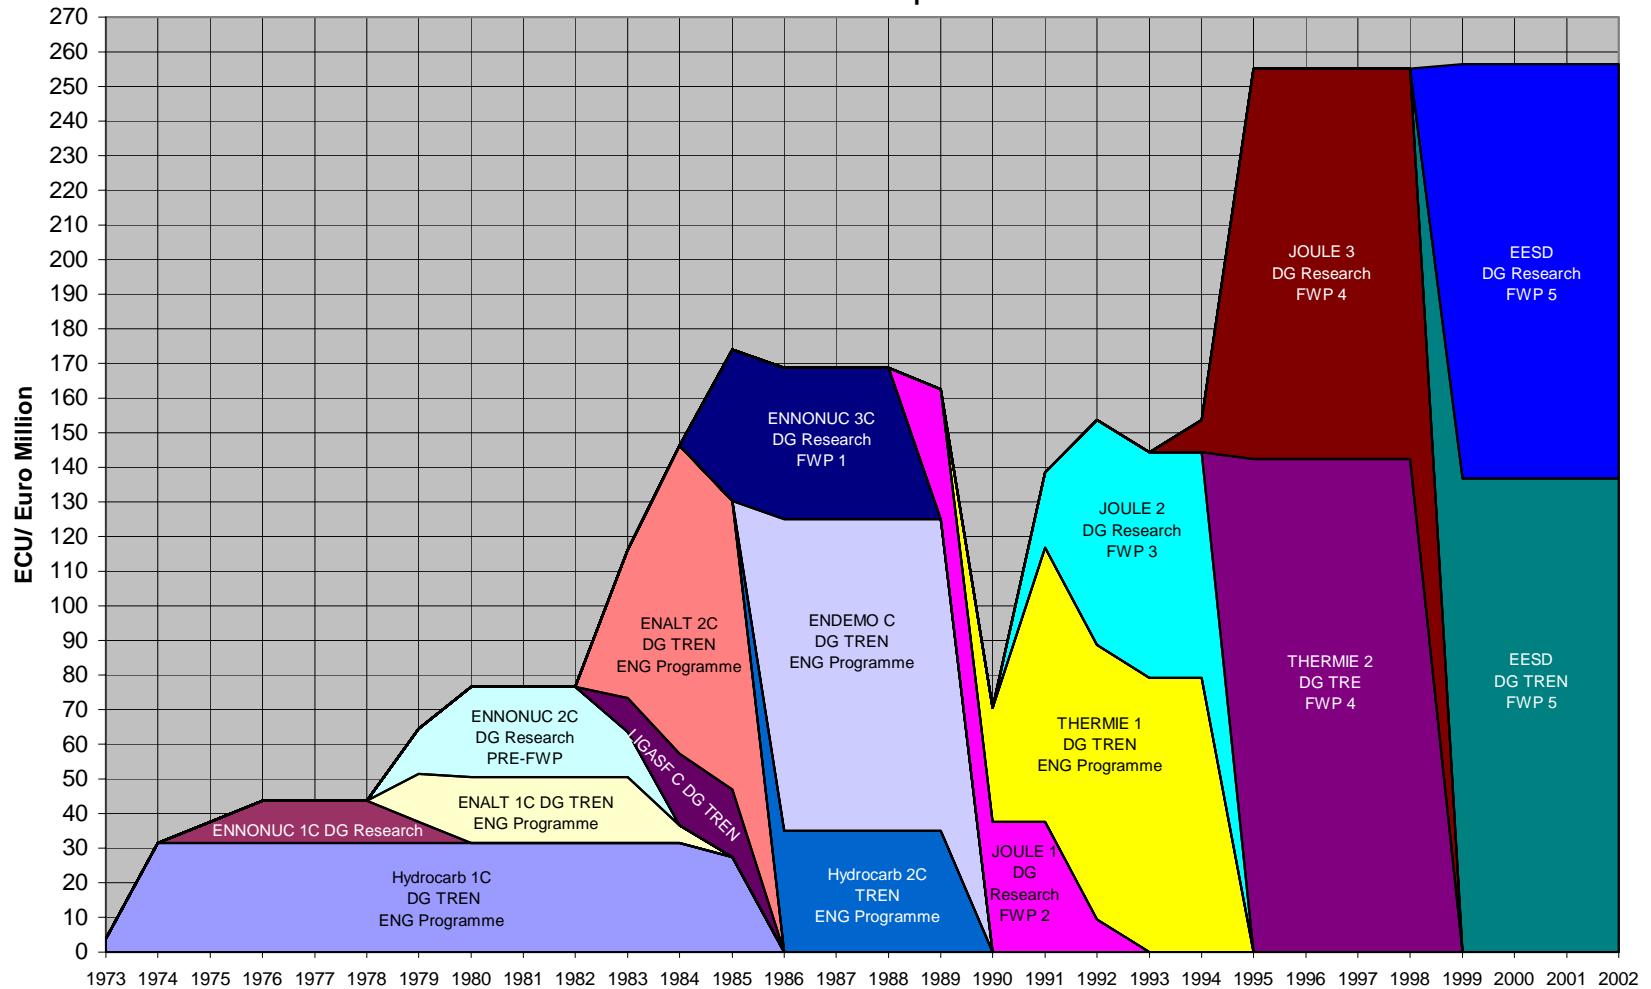 270
260
250
240
230
220
210
200
190
180
170
160
150
140
130
120
110
100
90
80
70
60
50
40
30
20
10
0
ECU/ Euro Million
JOULE 3
DG Research
FWP 4
EESD
DG Research
FWP 5
ENNONUC 3C
DG Research
FWP 1
JOULE 2
DG Research
FWP 3
ENALT 2C
DG TREN
ENG Programme
ENDEMO C
DG TREN
ENG Programme
THERMIE 2
DG TRE
FWP 4
EESD
DG TREN
FWP 5
ENNONUC 2C
DG Research
PRE-FWP
LIGASF C DG TREN
THERMIE 1
DG TREN
ENG Programme
ENALT 1C DG TREN
ENG Programme
ENNONUC 1C DG Research
JOULE 1
DG
Research
FWP 2
Hydrocarb 1C
DG TREN
ENG Programme
Hydrocarb 2C
TREN
ENG Programme
1973 1974 1975 1976 1977 1978 1979 1980 1981 1982 1983 1984 1985 1986 1987 1988 1989 1990 1991 1992 1993 1994 1995 1996 1997 1998 1999 2000 2001 2002